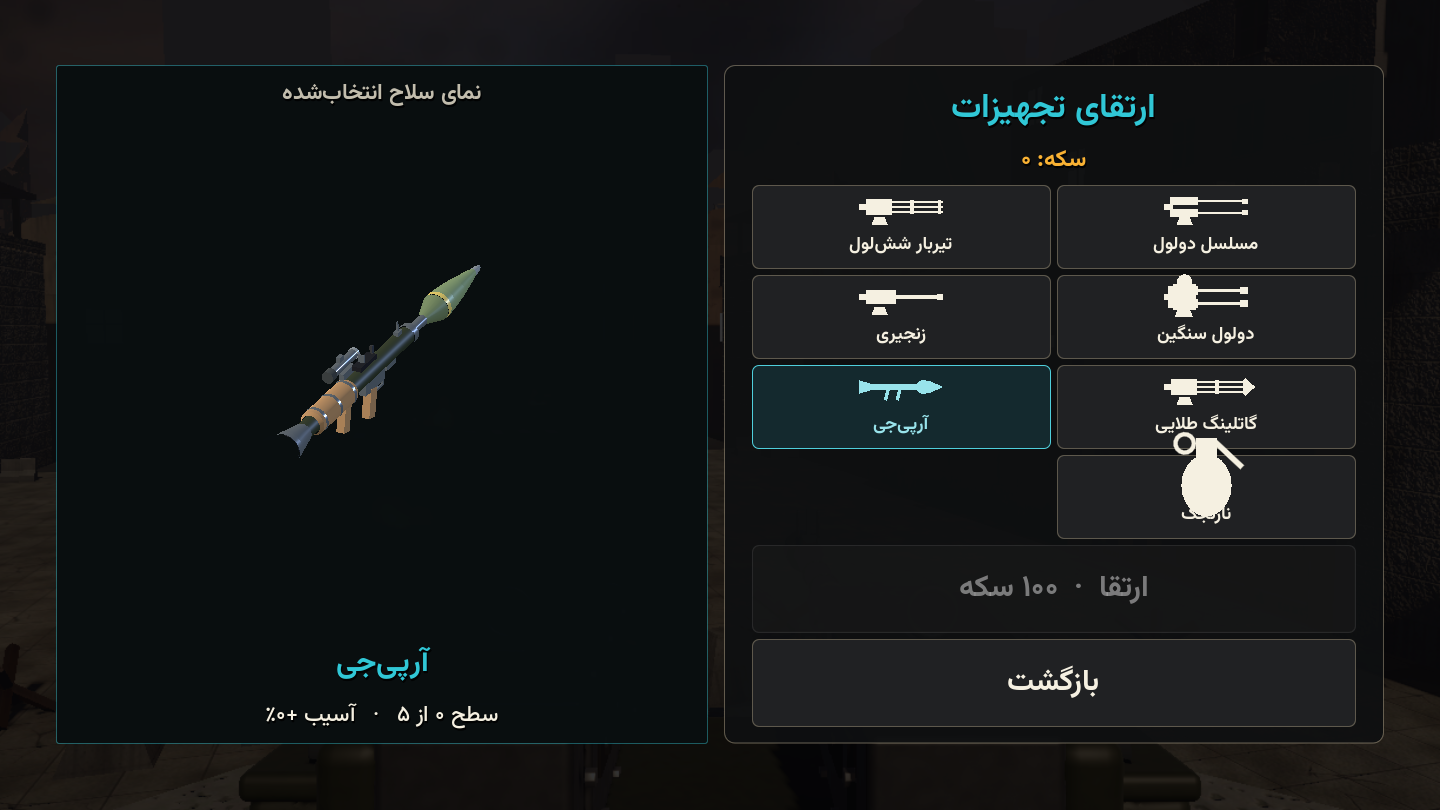 ارتقای تجهیزات
سکه: ۰
مسلسل دولول
تیربار شش‌لول
دولول سنگین
زنجیری
گاتلینگ طلایی
آرپی‌جی
نارنجک
ارتقا · ۱۰۰ سکه
بازگشت
نمای سلاح انتخاب‌شده
آرپی‌جی
سطح ۰ از ۵ · آسیب +۰٪